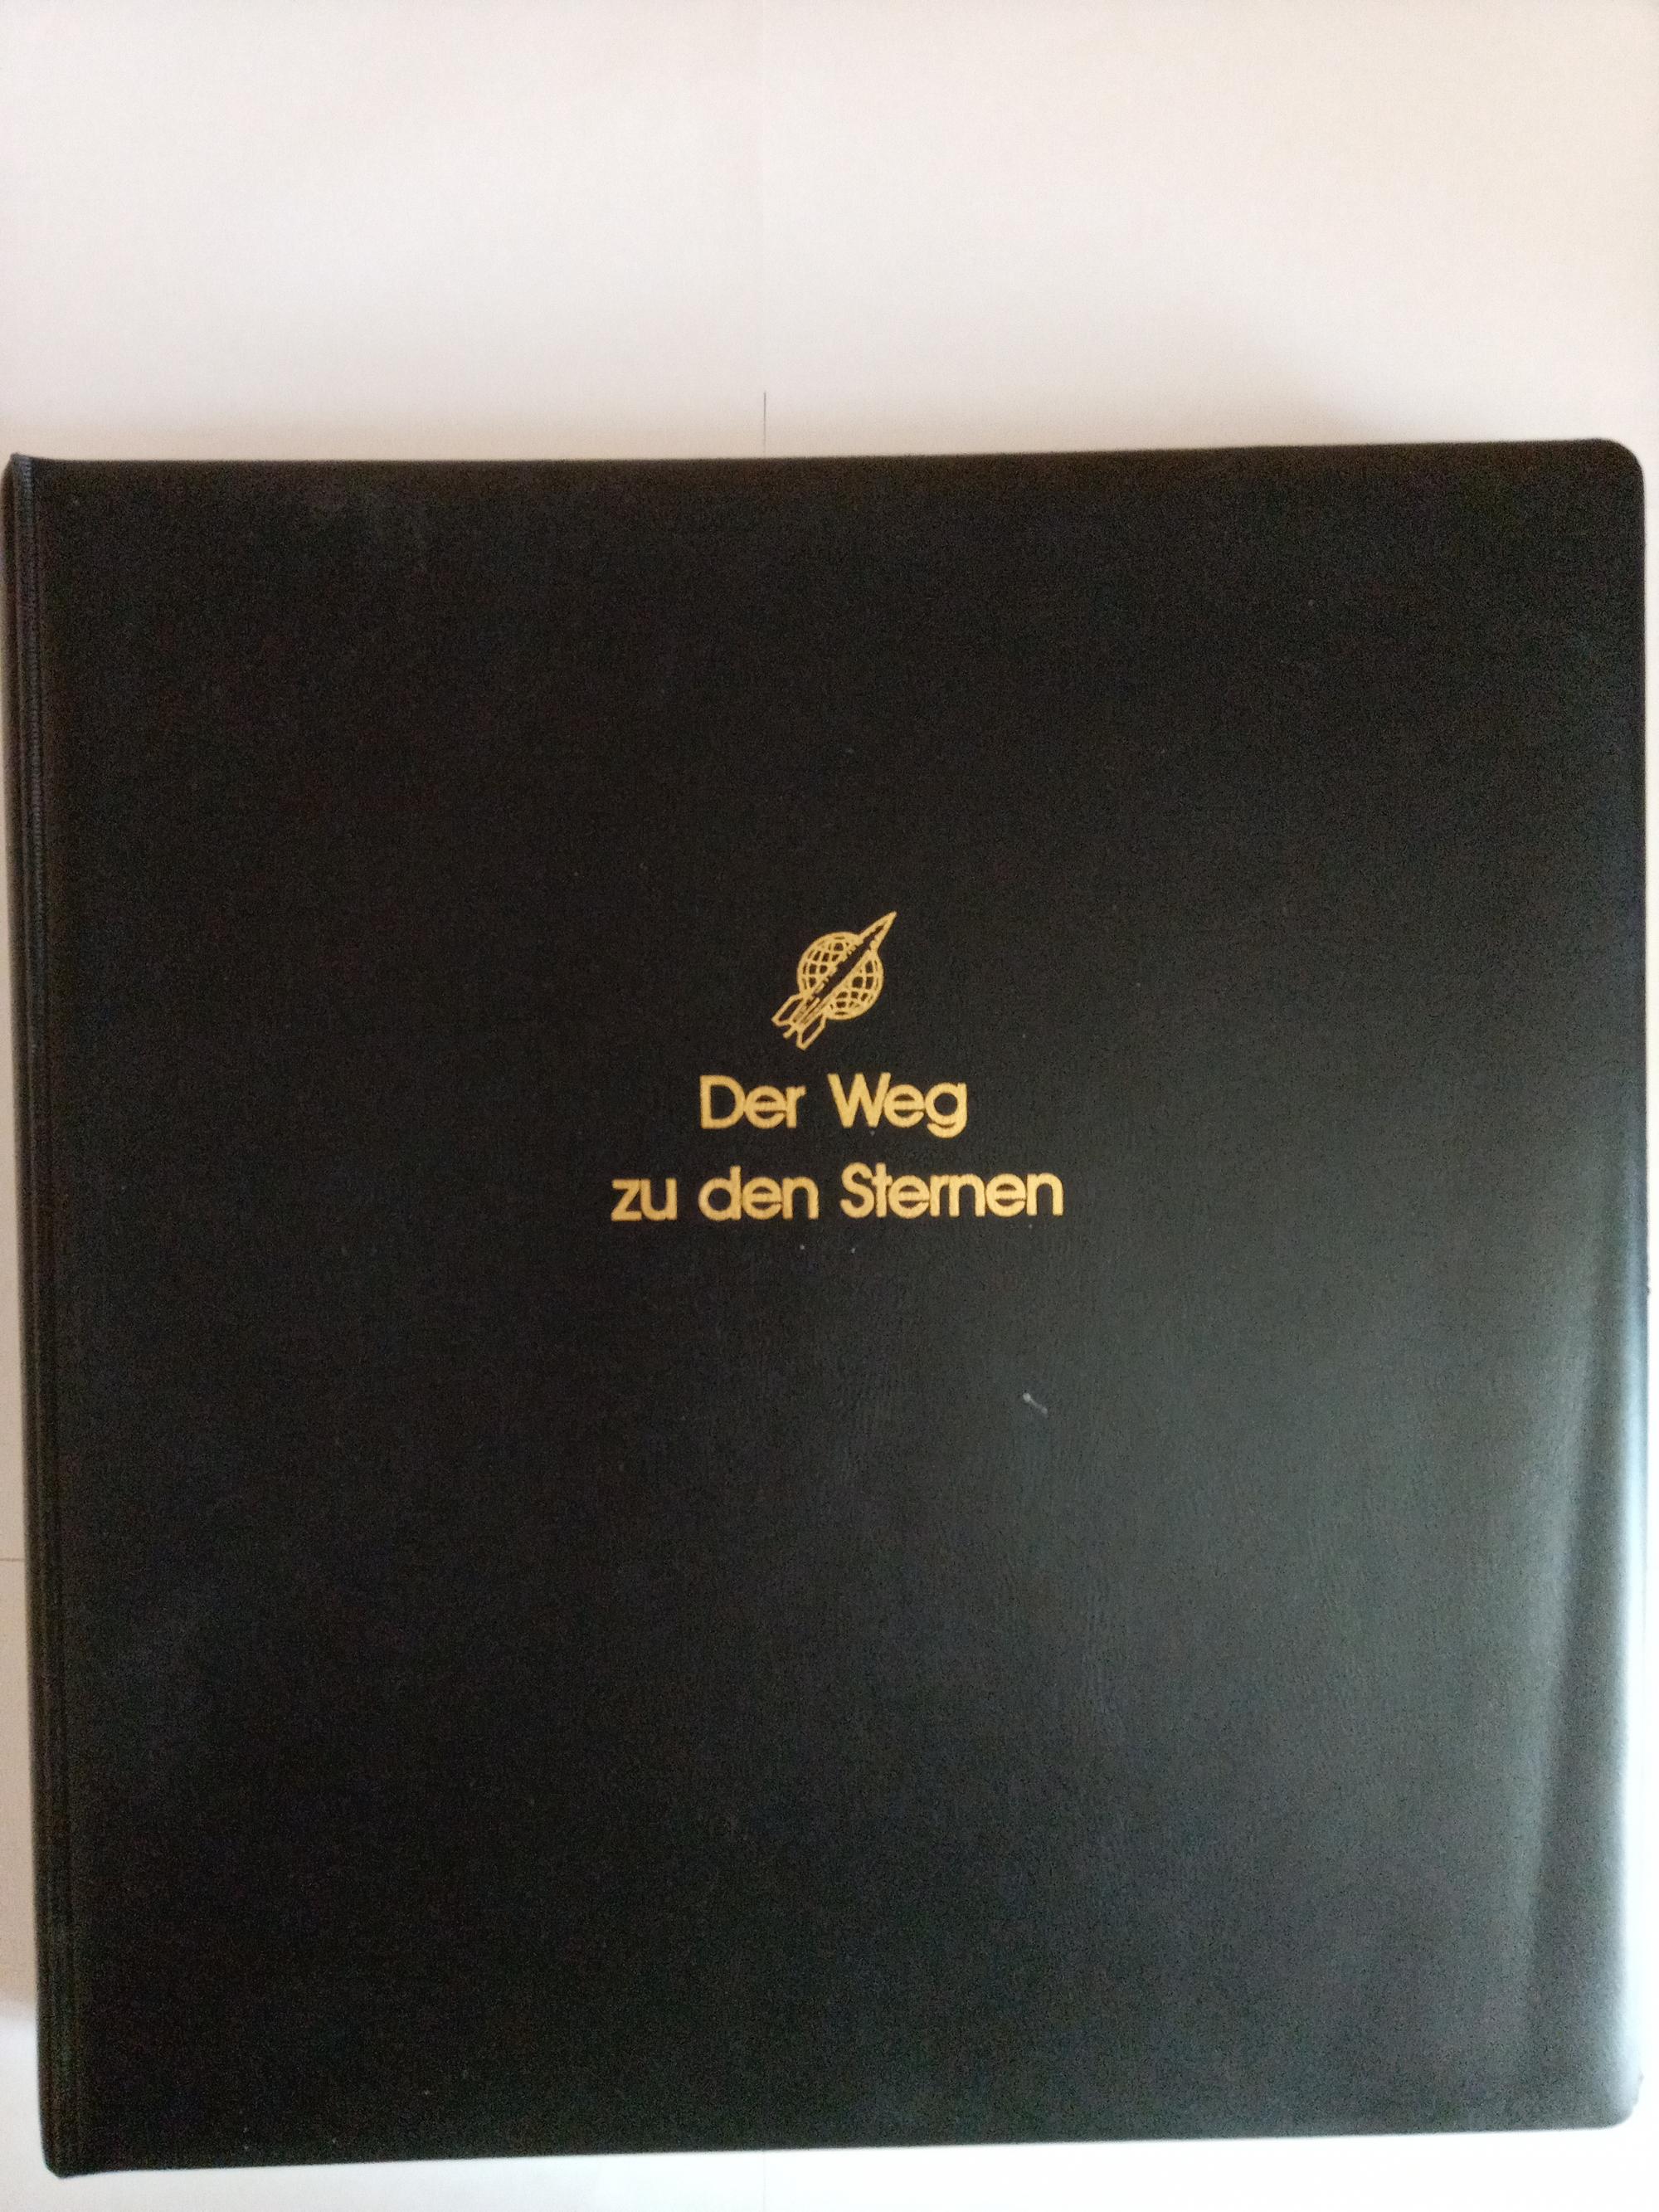 Der Weg
zu den Sternen